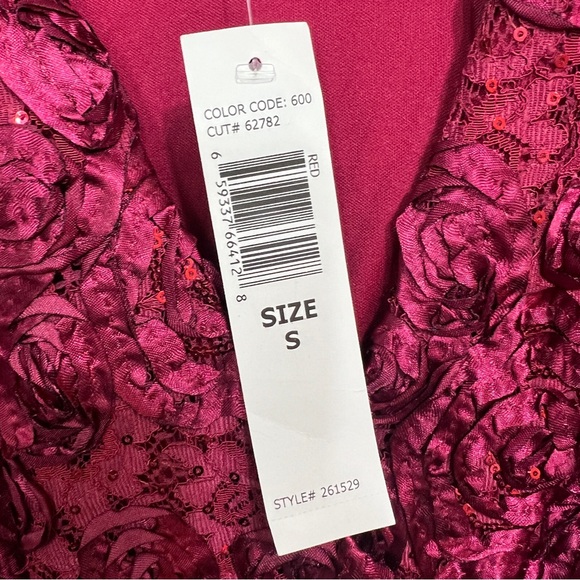 COLOR CODE: 600
CUT# 62782
RED
6 59337 66412 8
SIZE
S
STYLE# 261529